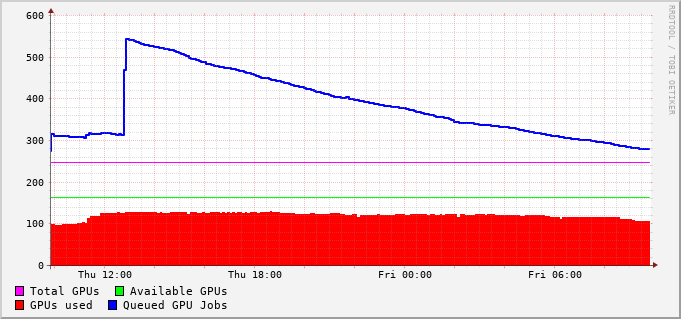 RRDTOOL / TOBI OETIKER
600
500
400
300
200
100
0
Thu 12:00 Thu 18:00 Fri 00:00 Fri 06:00
Total GPUs Available GPUs
GPUs used Queued GPU Jobs